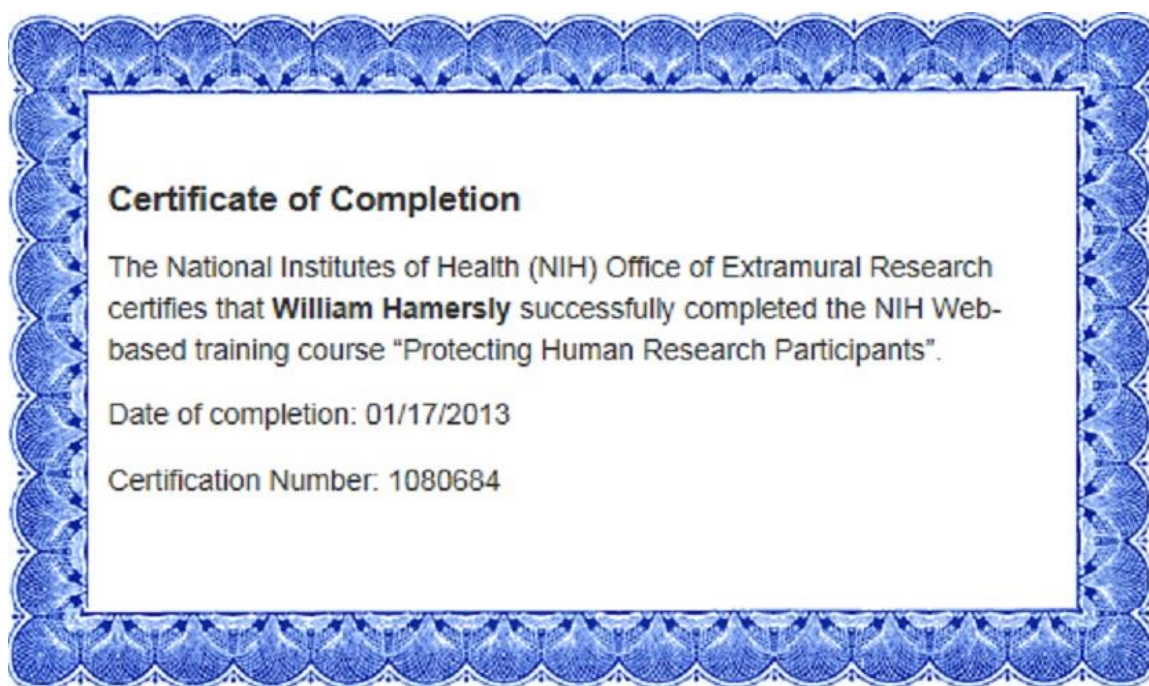 Certificate of Completion
The National Institutes of Health (NIH) Office of Extramural Research
certifies that William Hamersly successfully completed the NIH Web-
based training course “Protecting Human Research Participants”.
Date of completion: 01/17/2013
Certification Number: 1080684